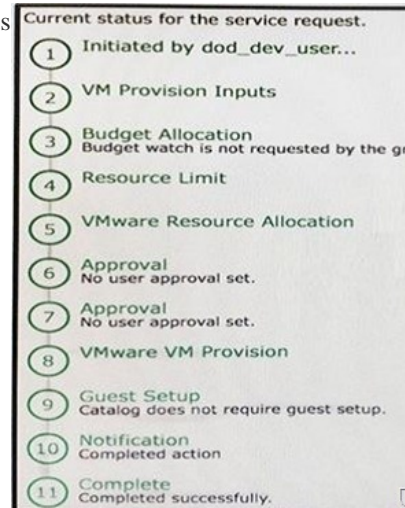 s
Current status for the service request.
1 Initiated by dod_dev_user...
2 VM Provision Inputs
3 Budget Allocation
Budget watch is not requested by the gr
4 Resource Limit
5 VMware Resource Allocation
6 Approval
No user approval set.
7 Approval
No user approval set.
8 VMware VM Provision
9 Guest Setup
Catalog does not require guest setup.
10 Notification
Completed action
11 Complete
Completed successfully.